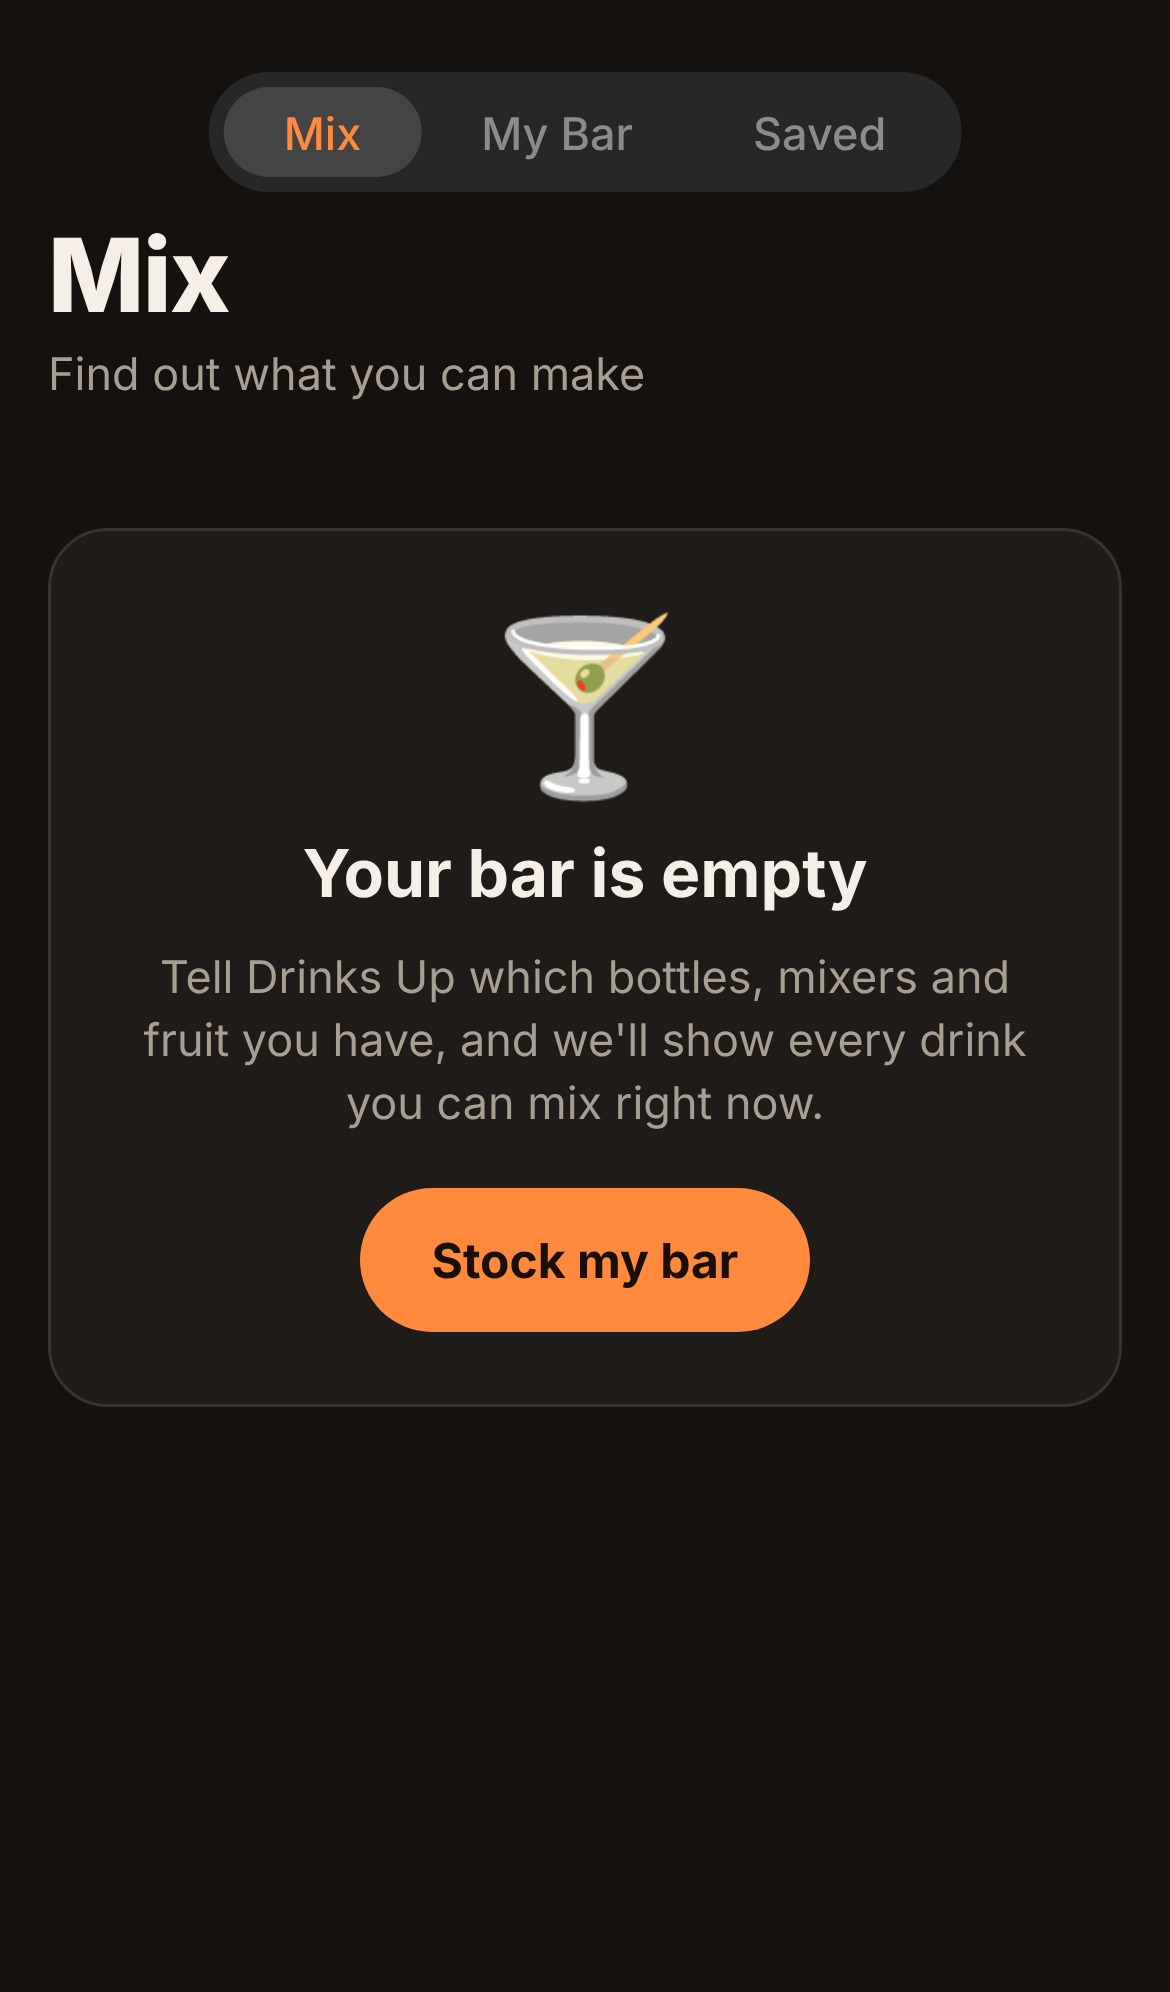 Mix My Bar Saved
Mix
Find out what you can make
Your bar is empty
Tell Drinks Up which bottles, mixers and
fruit you have, and we'll show every drink
you can mix right now.
Stock my bar